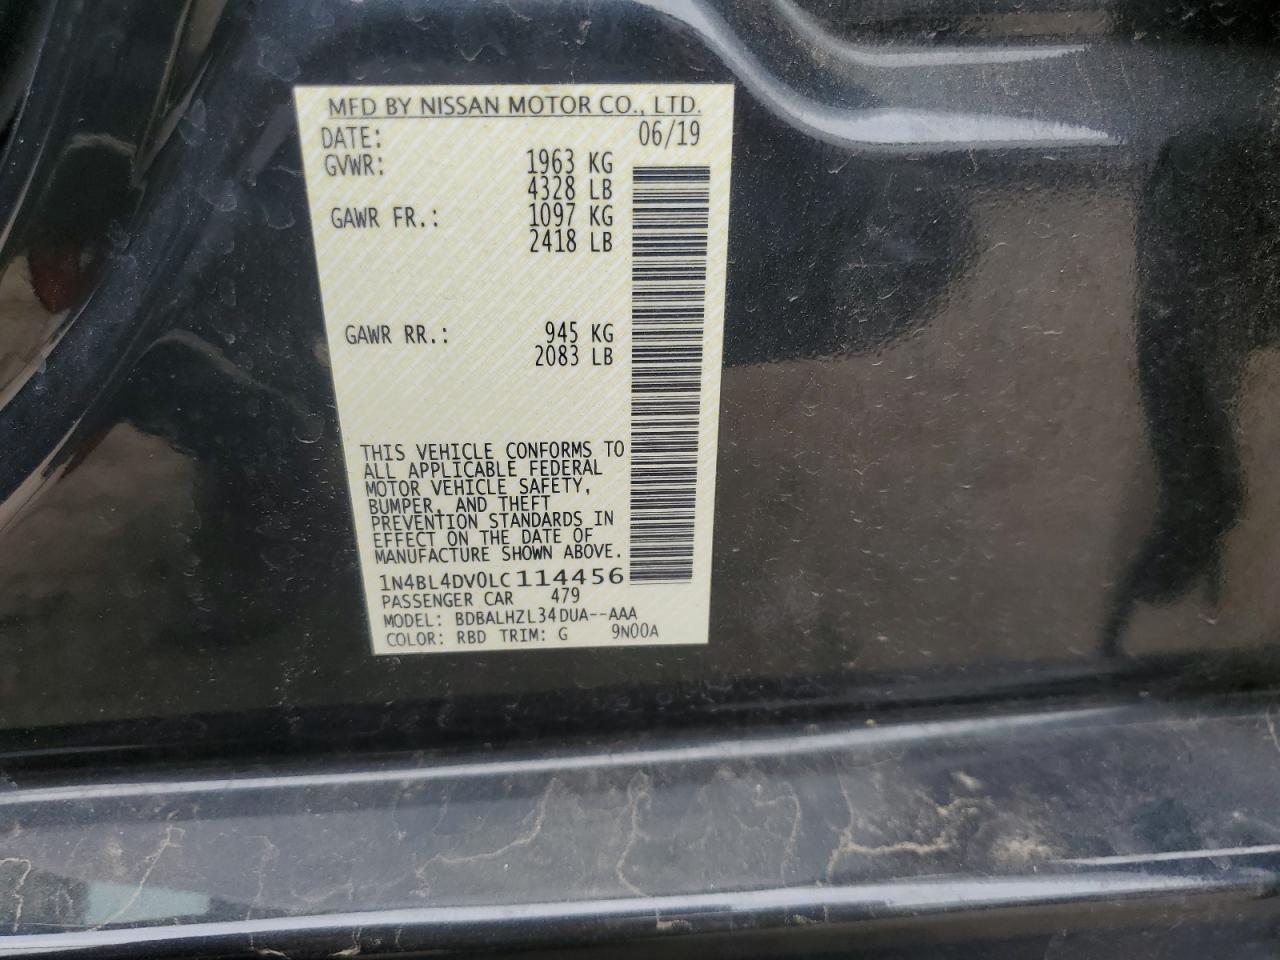 MFD BY NISSAN MOTOR CO., LTD.
DATE: 06/19
GVWR: 1963 KG
4328 LB
GAWR FR.: 1097 KG
2418 LB
GAWR RR.: 945 KG
2083 LB
THIS VEHICLE CONFORMS TO
ALL APPLICABLE FEDERAL
MOTOR VEHICLE SAFETY,
BUMPER, AND THEFT
PREVENTION STANDARDS IN
EFFECT ON THE DATE OF
MANUFACTURE SHOWN ABOVE.
1N4BL4DV0LC114456
PASSENGER CAR 479
MODEL: BDBALHZL34DUA--AAA
COLOR: RBD TRIM: G 9N00A